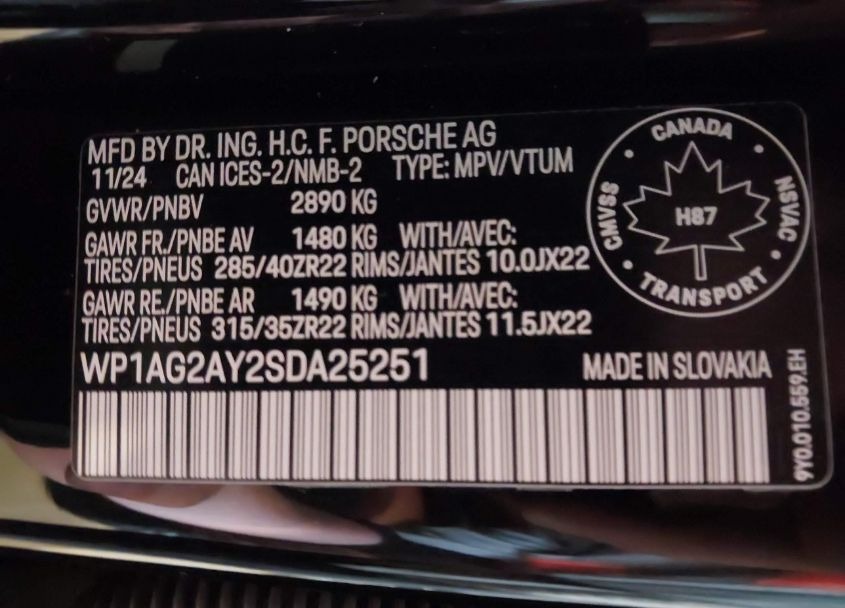 MFD BY DR. ING. H.C. F. PORSCHE AG
11/24 CAN ICES-2/NMB-2 TYPE: MPV/VTUM
GVWR/PNBV 2890 KG
GAWR FR./PNBE AV 1480 KG WITH/AVEC:
TIRES/PNEUS 285/40ZR22 RIMS/JANTES 10.0JX22
GAWR RE./PNBE AR 1490 KG WITH/AVEC:
TIRES/PNEUS 315/35ZR22 RIMS/JANTES 11.5JX22
WP1AG2AY2SDA25251 MADE IN SLOVAKIA
CANADA
CMVSS
H87
NSVAC
TRANSPORT
9Y0.010.559.EH